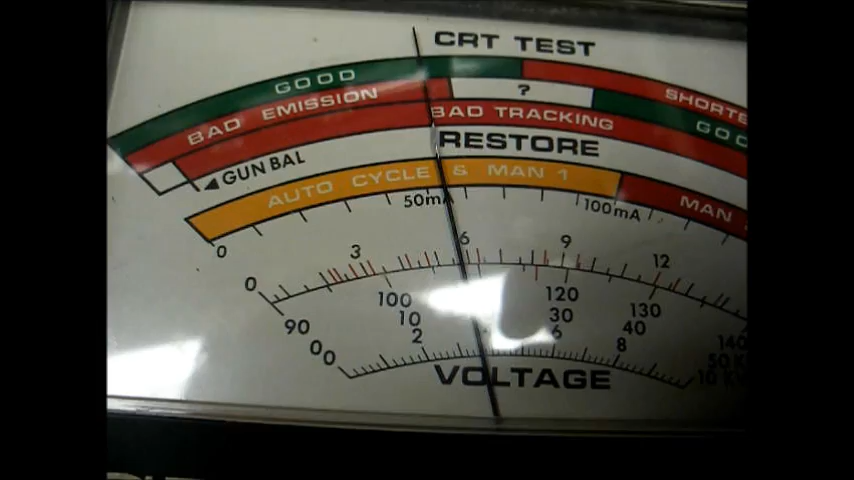 CRT TEST
GOOD
SHORTE
BAD EMISSION
?
GOO
BAD TRACKING
GUN BAL
RESTORE
AUTO CYCLE & MAN 1
MAN
0
50mA
100mA
0
3
6
9
12
90
100
120
130
140
0
10
30
40
50 K
0
2
6
8
10 K
VOLTAGE